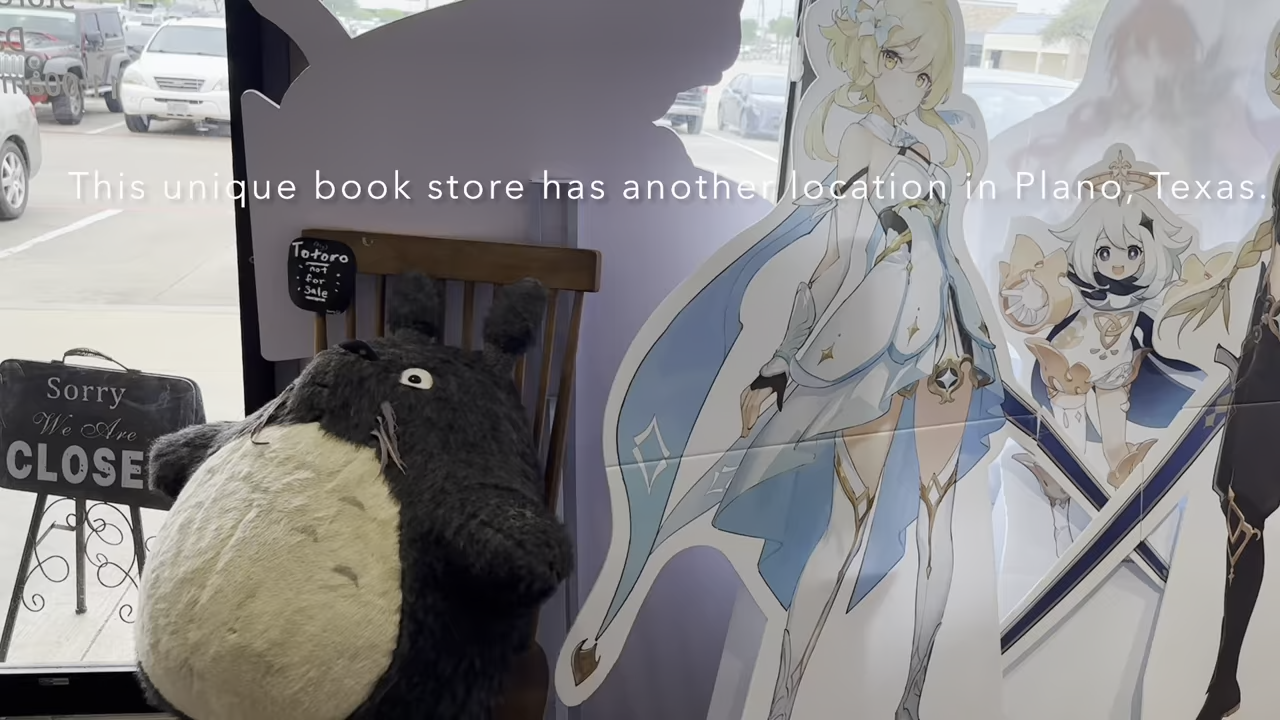 This unique book store has another location in Plano, Texas.
Totoro
not
for
sale
Sorry
We Are
CLOSE